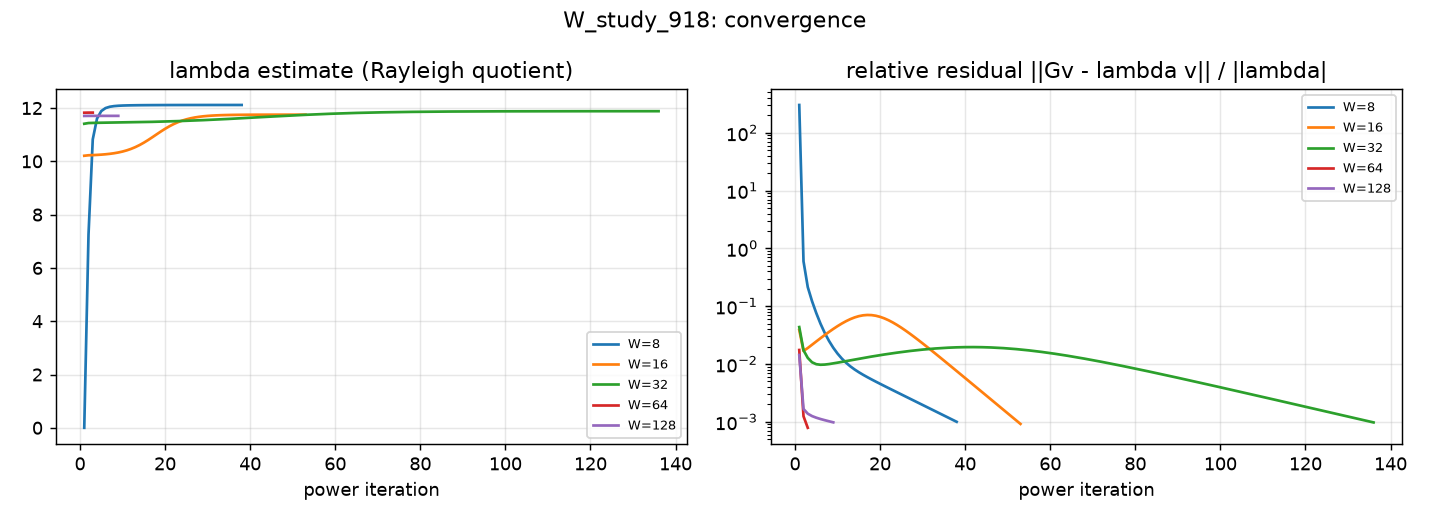 W_study_918: convergence
lambda estimate (Rayleigh quotient)
12
10
8
6
4
2
0
W=8
W=16
W=32
W=64
W=128
0 20 40 60 80 100 120 140
power iteration
relative residual ||Gv - lambda v|| / |lambda|
10²
10¹
10⁰
10⁻¹
10⁻²
10⁻³
W=8
W=16
W=32
W=64
W=128
0 20 40 60 80 100 120 140
power iteration